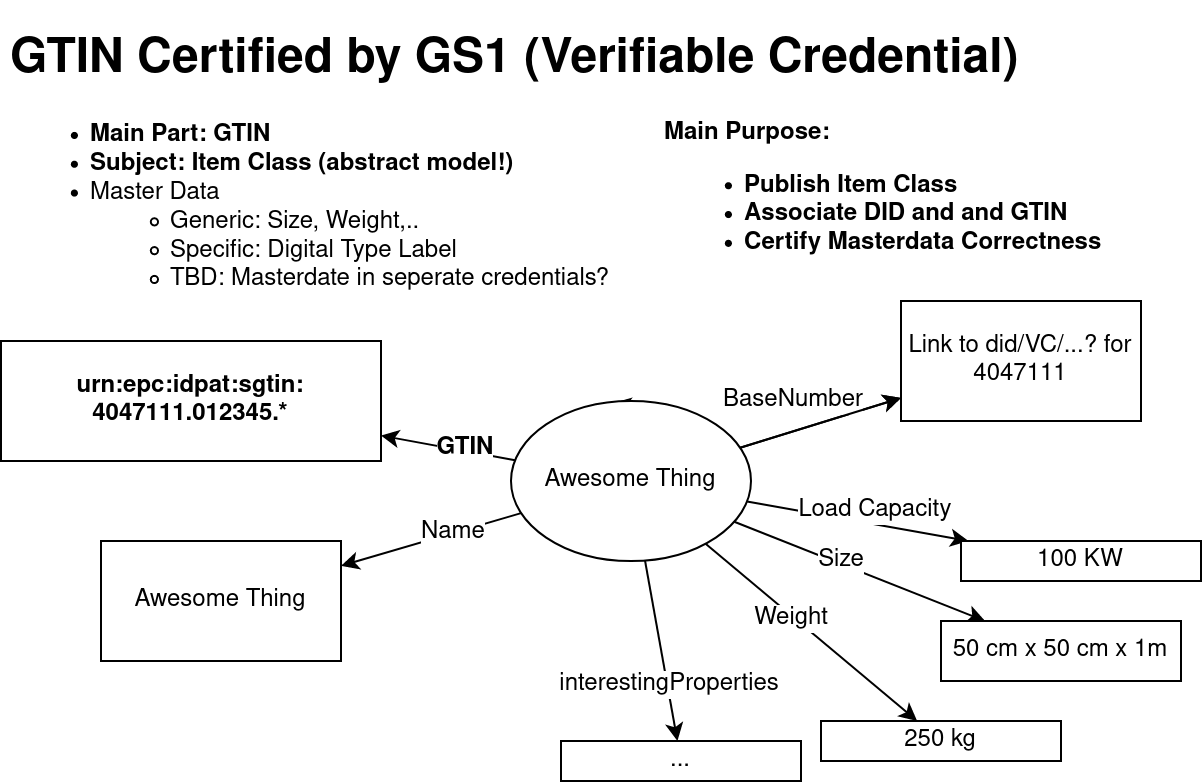 GTIN Certified by GS1 (Verifiable Credential)
Main Part: GTIN
Subject: Item Class (abstract model!)
Master Data
Generic: Size, Weight,..
Specific: Digital Type Label
TBD: Masterdate in seperate credentials?
Main Purpose:
Publish Item Class
Associate DID and and GTIN
Certify Masterdata Correctness
Link to did/VC/...? for
4047111
urn:epc:idpat:sgtin:
4047111.012345.*
BaseNumber
GTIN
Awesome Thing
Load Capacity
Name
100 KW
Size
Awesome Thing
Weight
50 cm x 50 cm x 1m
interestingProperties
250 kg
...